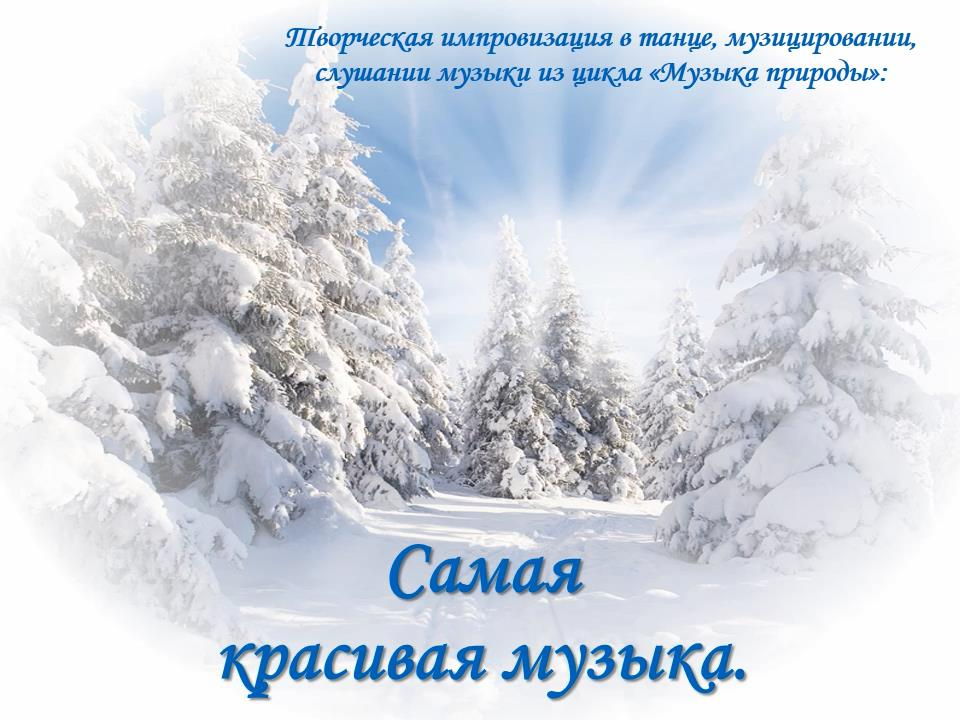 Творческая импровизация в танце, музицировании,
слушании музыки из цикла «Музыка природы»:
Самая
красивая музыка.